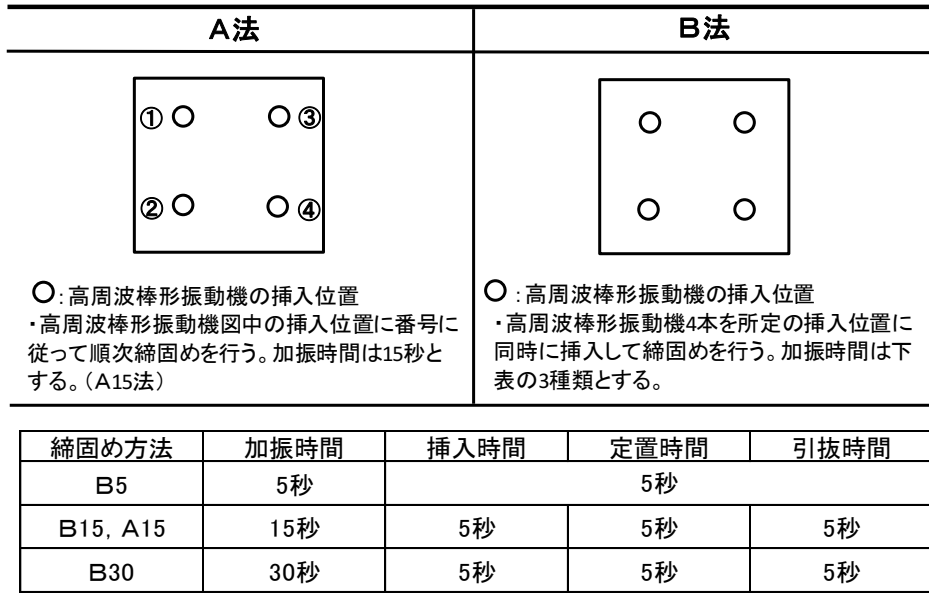 A法
B法
① ③
② ④
○:高周波棒形振動機の挿入位置
・高周波棒形振動機図中の挿入位置に番号に
従って順次締固めを行う。加振時間は15秒と
する。(A15法)
○:高周波棒形振動機の挿入位置
・高周波棒形振動機4本を所定の挿入位置に
同時に挿入して締固めを行う。加振時間は下
表の3種類とする。
締固め方法 加振時間 挿入時間 定置時間 引抜時間
B5 5秒 5秒
B15, A15 15秒 5秒 5秒 5秒
B30 30秒 5秒 5秒 5秒